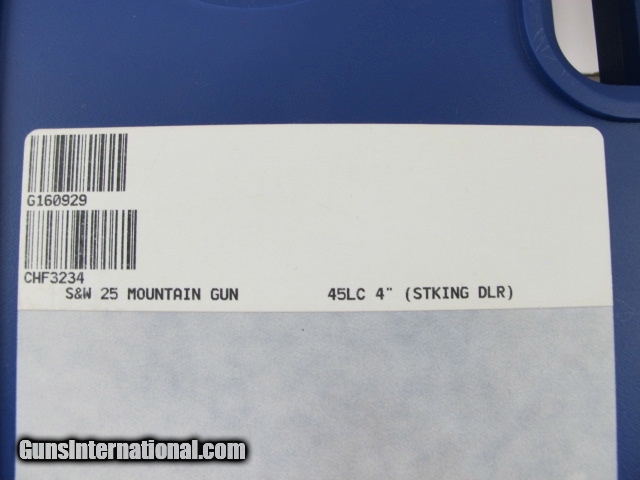 G160929
CHF3234
S&W 25 MOUNTAIN GUN 45LC 4" (STKING DLR)
GunsInternational.com